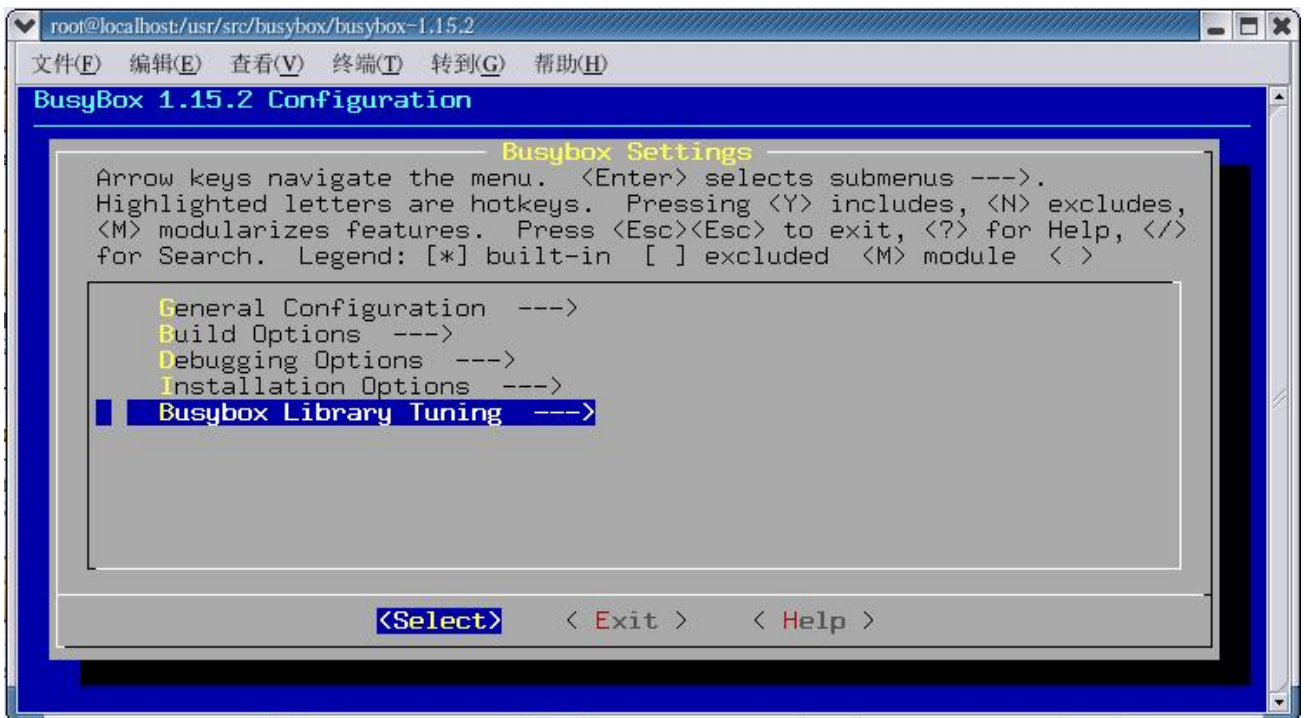 root@localhost:/usr/src/busybox/busybox-1.15.2
文件(F) 编辑(E) 查看(V) 终端(T) 转到(G) 帮助(H)
BusyBox 1.15.2 Configuration
Busybox Settings
Arrow keys navigate the menu. <Enter> selects submenus --->.
Highlighted letters are hotkeys. Pressing <Y> includes, <N> excludes,
<M> modularizes features. Press <Esc><Esc> to exit, <?> for Help, </>
for Search. Legend: [*] built-in [ ] excluded <M> module < >
General Configuration --->
Build Options --->
Debugging Options --->
Installation Options --->
Busybox Library Tuning --->
<Select> < Exit > < Help >